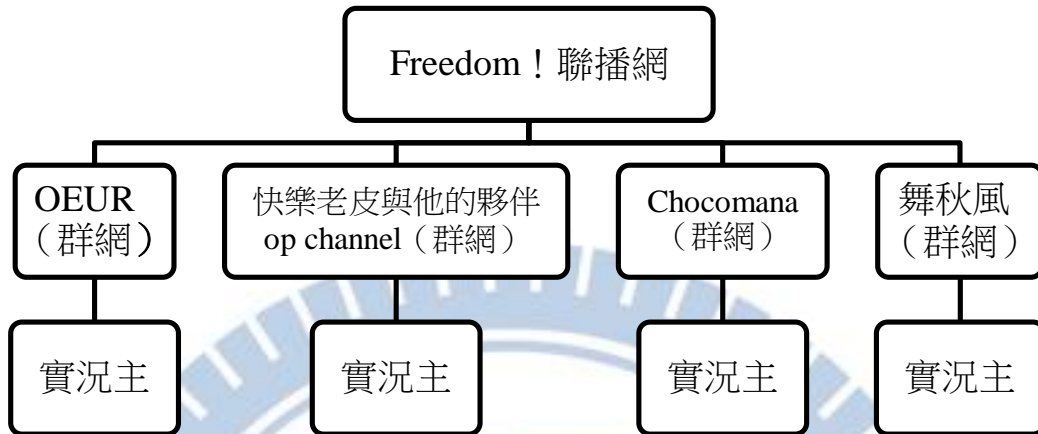 Freedom！聯播網
OEUR
（群網）
快樂老皮與他的夥伴
op channel（群網）
Chocomana
（群網）
舞秋風
（群網）
實況主
實況主
實況主
實況主